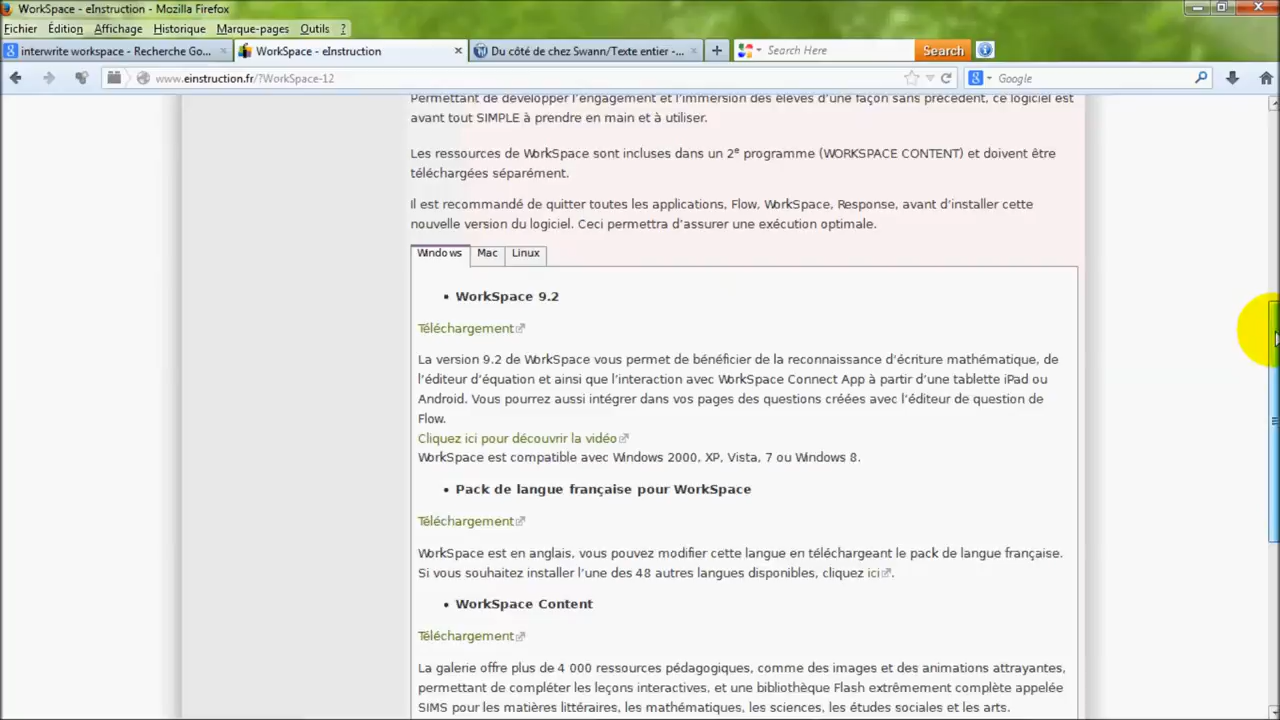 WorkSpace - eInstruction - Mozilla Firefox
Fichier Édition Affichage Historique Marque-pages Outils ?
interwrite workspace - Recherche Go... WorkSpace - eInstruction Du côté de chez Swann/Texte entier -... Search Here Search
www.einstruction.fr/?WorkSpace-12 Google
Permettant de développer l'engagement et l'immersion des élèves d'une façon sans précédent, ce logiciel est
avant tout SIMPLE à prendre en main et à utiliser.
Les ressources de WorkSpace sont incluses dans un 2e programme (WORKSPACE CONTENT) et doivent être
téléchargées séparément.
Il est recommandé de quitter toutes les applications, Flow, WorkSpace, Response, avant d'installer cette
nouvelle version du logiciel. Ceci permettra d'assurer une exécution optimale.
Windows Mac Linux
WorkSpace 9.2
Téléchargement
La version 9.2 de WorkSpace vous permet de bénéficier de la reconnaissance d'écriture mathématique, de
l'éditeur d'équation et ainsi que l'interaction avec WorkSpace Connect App à partir d'une tablette iPad ou
Android. Vous pourrez aussi intégrer dans vos pages des questions créées avec l'éditeur de question de
Flow.
Cliquez ici pour découvrir la vidéo
WorkSpace est compatible avec Windows 2000, XP, Vista, 7 ou Windows 8.
• Pack de langue française pour WorkSpace
Téléchargement
WorkSpace est en anglais, vous pouvez modifier cette langue en téléchargeant le pack de langue française.
Si vous souhaitez installer l'une des 48 autres langues disponibles, cliquez ici.
• WorkSpace Content
Téléchargement
La galerie offre plus de 4 000 ressources pédagogiques, comme des images et des animations attrayantes,
permettant de compléter les leçons interactives, et une bibliothèque Flash extrêmement complète appelée
SIMS pour les matières littéraires, les mathématiques, les sciences, les études sociales et les arts.